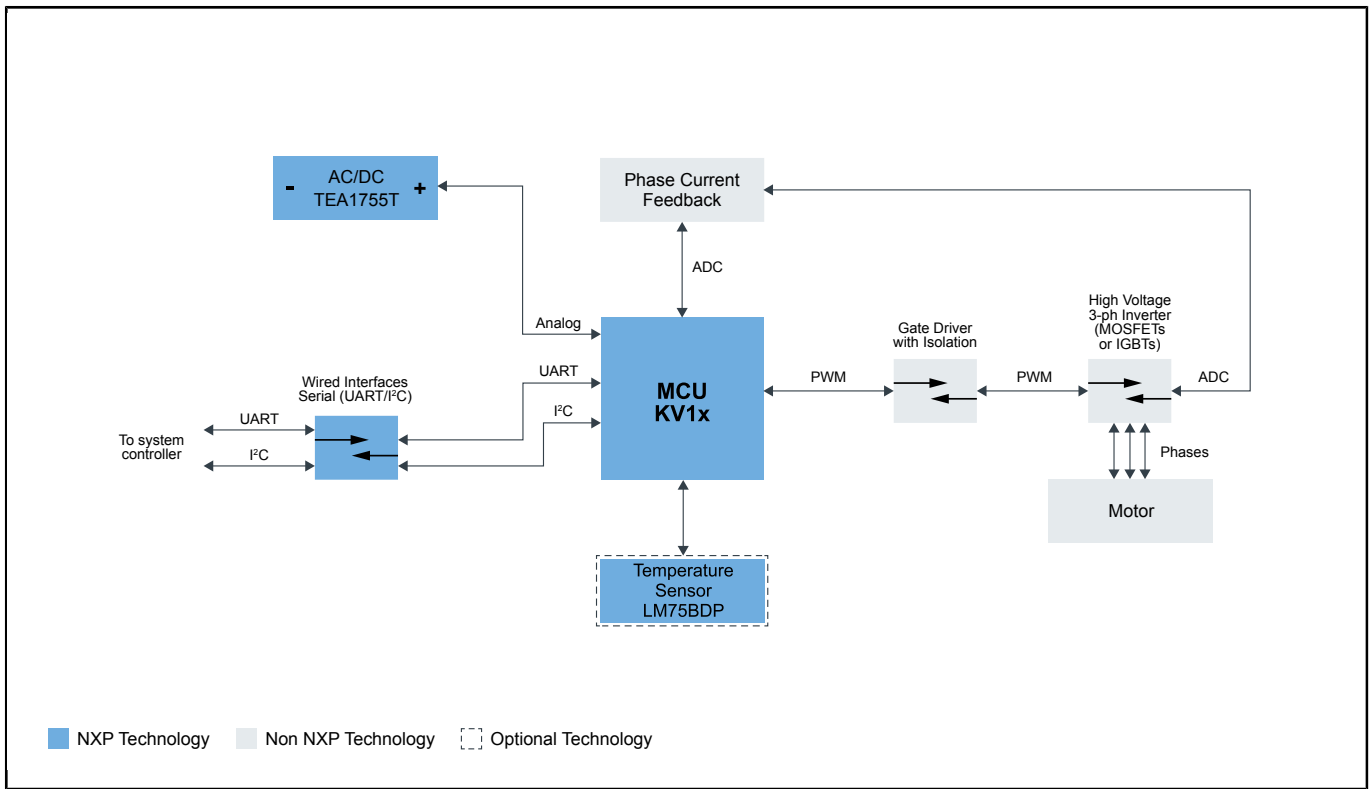 - AC/DC +
TEA1755T
Phase Current
Feedback
ADC
High Voltage
3-ph Inverter
(MOSFETs
or IGBTs)
Gate Driver
with Isolation
Analog
UART
Wired Interfaces
Serial (UART/I²C)
MCU
KV1x
PWM
PWM
ADC
I²C
UART
To system
controller
I²C
Phases
Motor
Temperature
Sensor
LM75BDP
NXP Technology
Non NXP Technology
Optional Technology